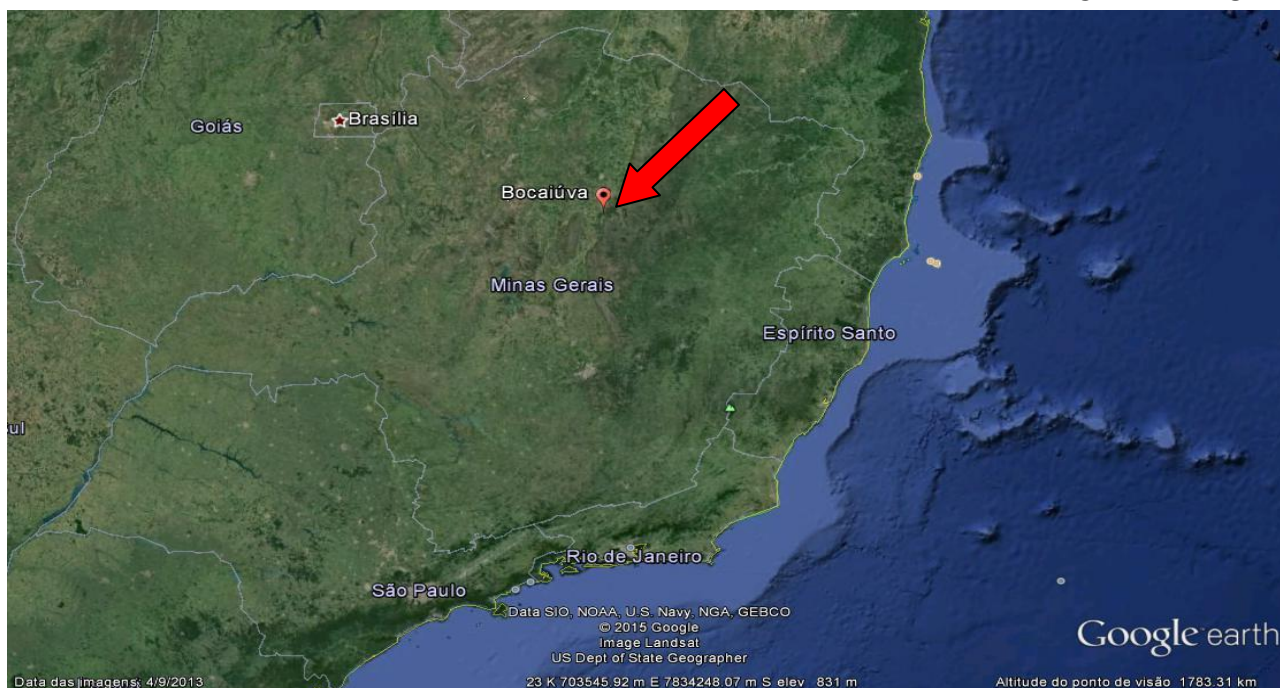 Goiás
Brasília
Bocaiúva
Minas Gerais
Espírito Santo
ul
Rio de Janeiro
São Paulo
Data SIO, NOAA, U.S. Navy, NGA, GEBCO
© 2015 Google
Image Landsat
US Dept of State Geographer
Google earth
Data das imagens: 4/9/2013
23 K 703545.92 m E 7834248.07 m S elev 831 m
Altitude do ponto de visão 1783.31 km